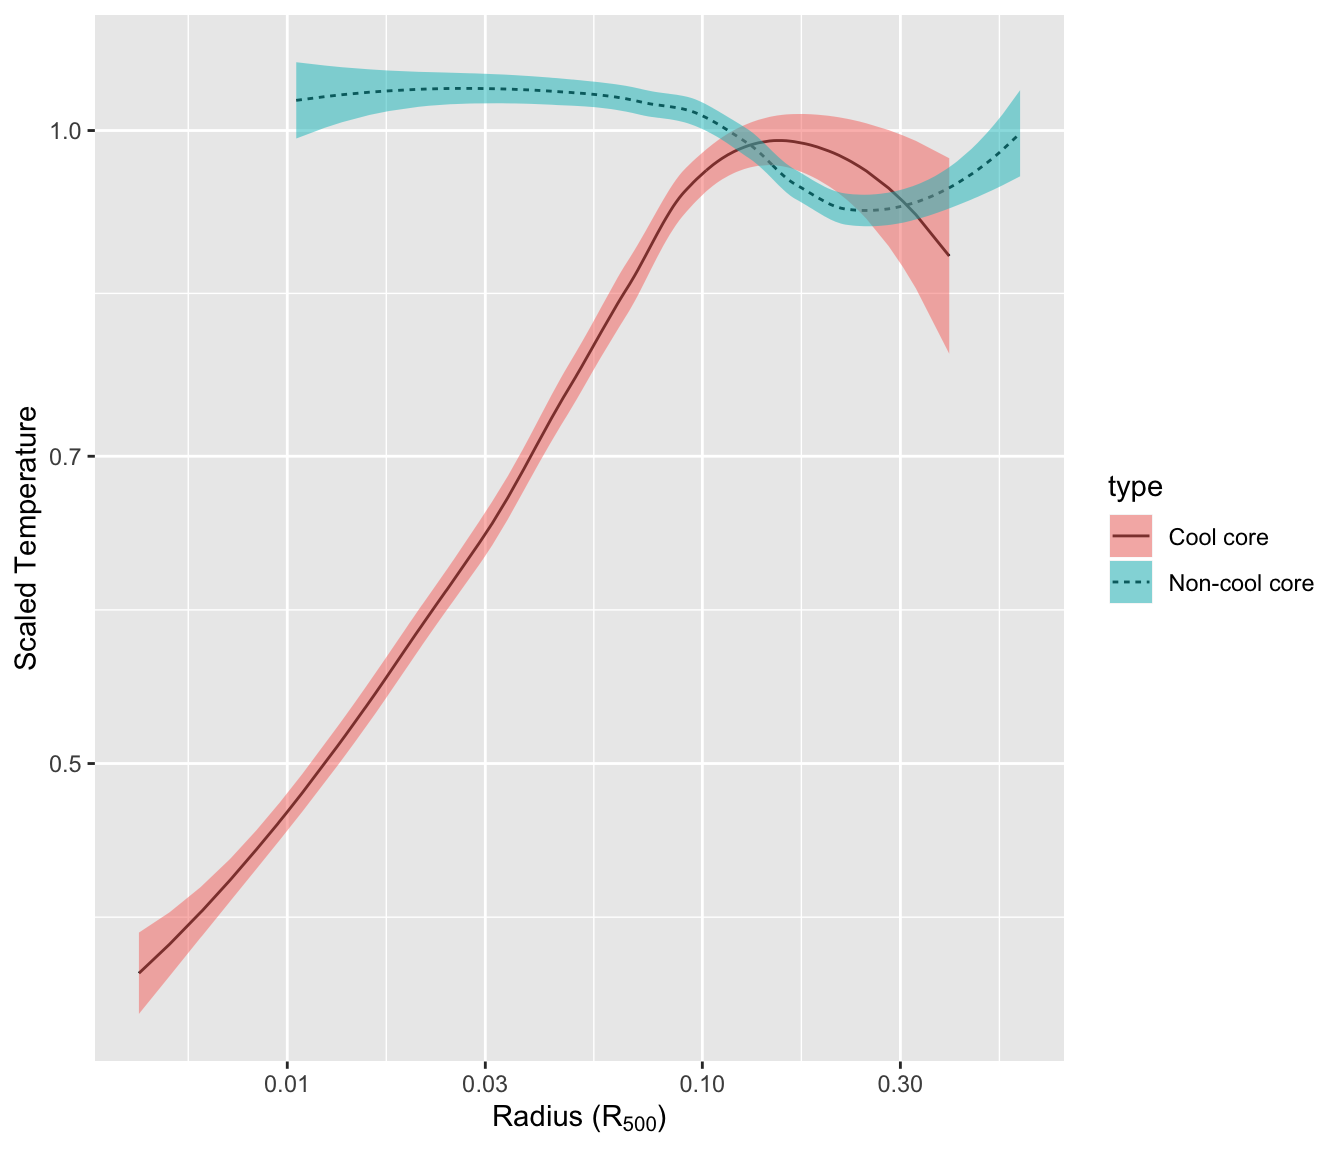 Scaled Temperature
1.0
0.7
0.5
0.01 0.03 0.10 0.30
Radius (R₅₀₀)
type
Cool core
Non-cool core